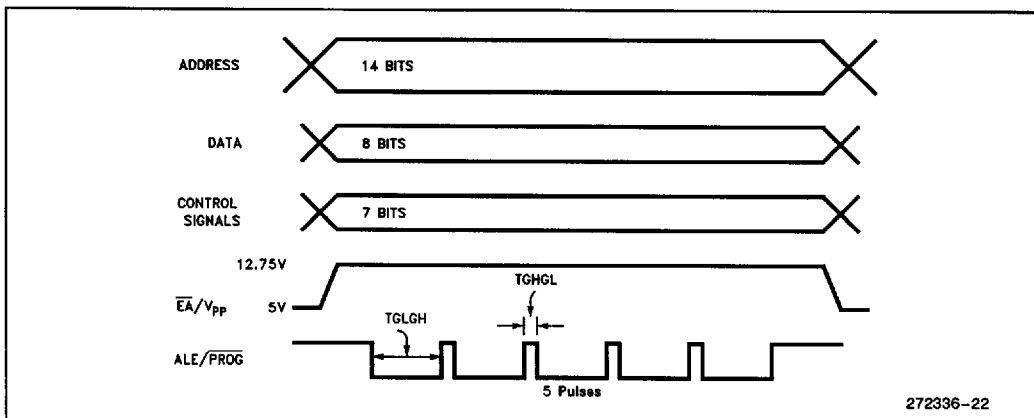 ADDRESS
14 BITS
DATA
8 BITS
CONTROL
SIGNALS
7 BITS
12.75V
TGHGL
EA/VPP
5V
TGLGH
ALE/PROG
5 Pulses
272336–22